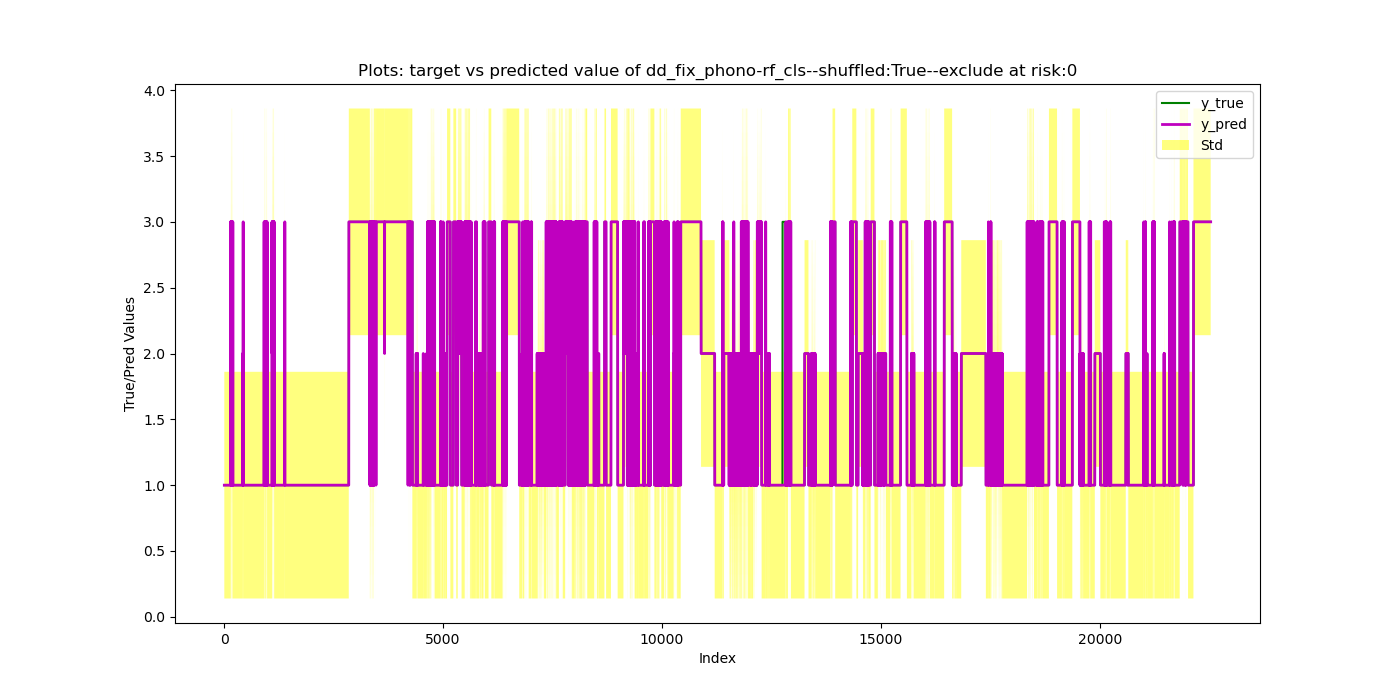 Plots: target vs predicted value of dd_fix_phono-rf_cls--shuffled:True--exclude at risk:0
4.0
3.5
3.0
2.5
2.0
1.5
1.0
0.5
0.0
True/Pred Values
y_true
y_pred
Std
0 5000 10000 15000 20000
Index